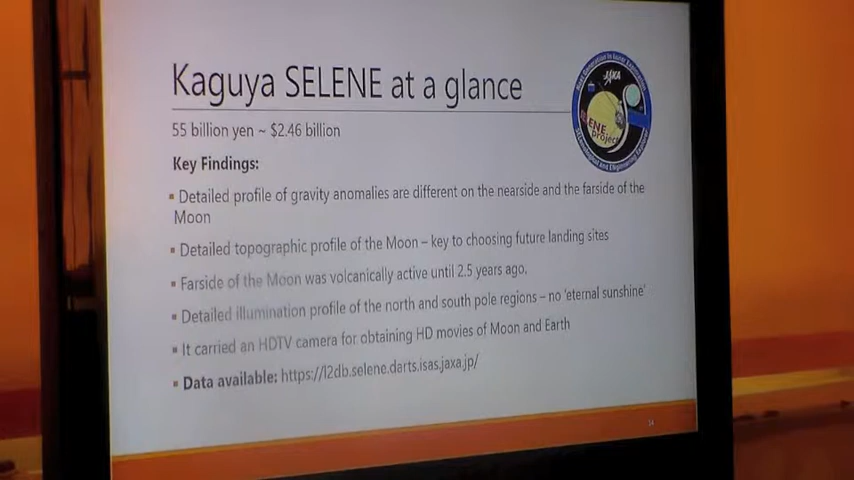 Kaguya SELENE at a glance
55 billion yen ~ $2.46 billion
Key Findings:
▪ Detailed profile of gravity anomalies are different on the nearside and the farside of the
Moon
▪ Detailed topographic profile of the Moon – key to choosing future landing sites
▪ Farside of the Moon was volcanically active until 2.5 years ago.
▪ Detailed illumination profile of the north and south pole regions – no 'eternal sunshine'
▪ It carried an HDTV camera for obtaining HD movies of Moon and Earth
▪ Data available: https://l2db.selene.darts.isas.jaxa.jp/
JAXA
SELENE
project